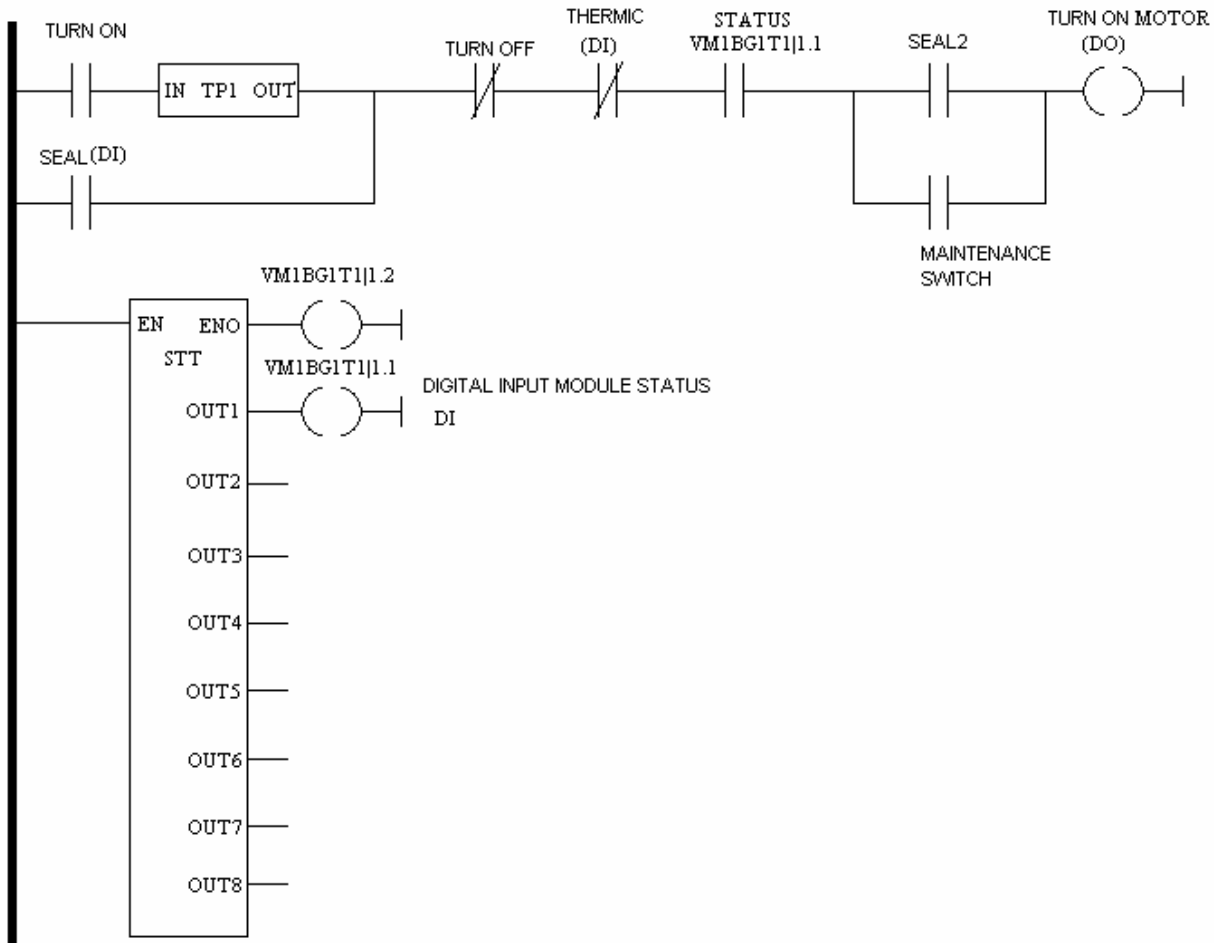 TURN ON
IN TP1 OUT
SEAL (DI)
TURN OFF
THERMIC
(DI)
STATUS
VM1BG1T1|1.1
SEAL2
TURN ON MOTOR
(DO)
MAINTENANCE
SWITCH
VM1BG1T1|1.2
EN ENO
STT
VM1BG1T1|1.1
DIGITAL INPUT MODULE STATUS
DI
OUT1
OUT2
OUT3
OUT4
OUT5
OUT6
OUT7
OUT8